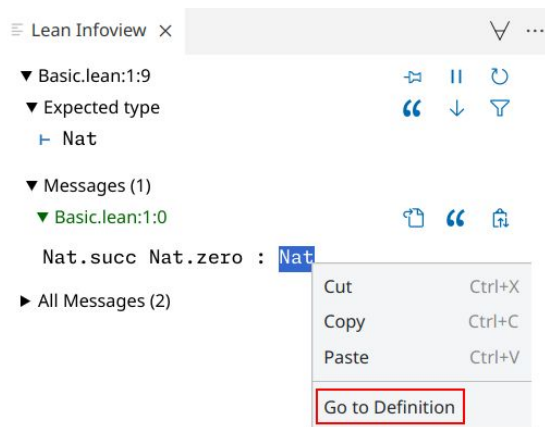 Lean Infoview ×
▼ Basic.lean:1:9
▼ Expected type
⊢ Nat
▼ Messages (1)
▼ Basic.lean:1:0
Nat.succ Nat.zero : Nat
▶ All Messages (2)
Cut Ctrl+X
Copy Ctrl+C
Paste Ctrl+V
Go to Definition